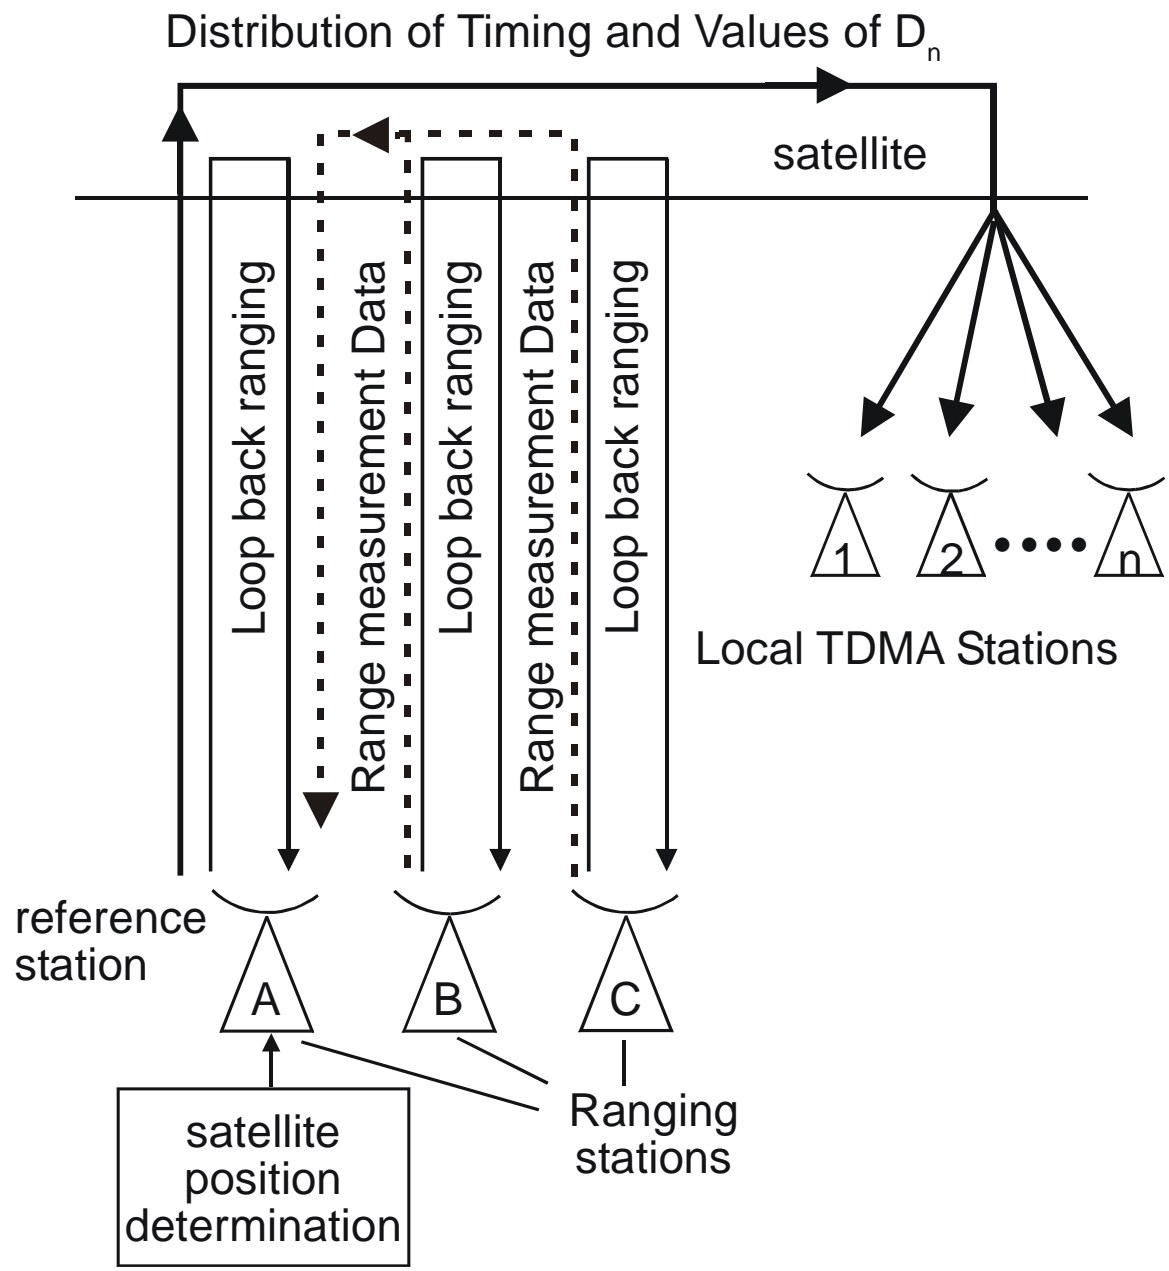 Distribution of Timing and Values of Dn
satellite
Loop back ranging
Range measurement Data
Loop back ranging
Range measurement Data
Loop back ranging
1
2
n
Local TDMA Stations
reference
station
A
B
C
Ranging
stations
satellite
position
determination